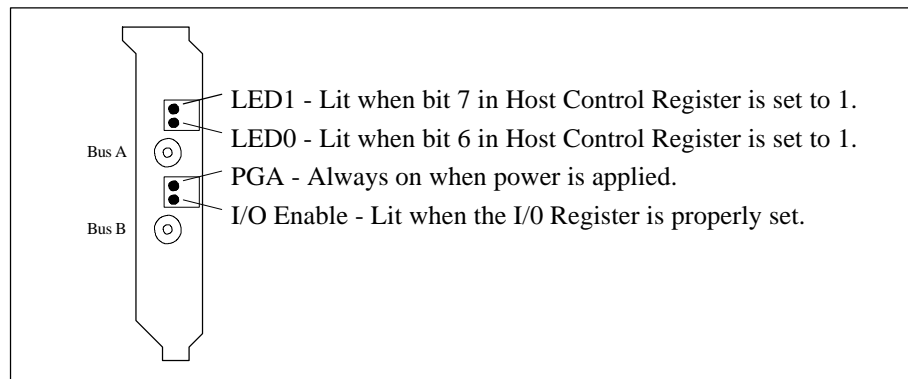 LED1 - Lit when bit 7 in Host Control Register is set to 1.
LED0 - Lit when bit 6 in Host Control Register is set to 1.
Bus A
PGA - Always on when power is applied.
I/O Enable - Lit when the I/0 Register is properly set.
Bus B